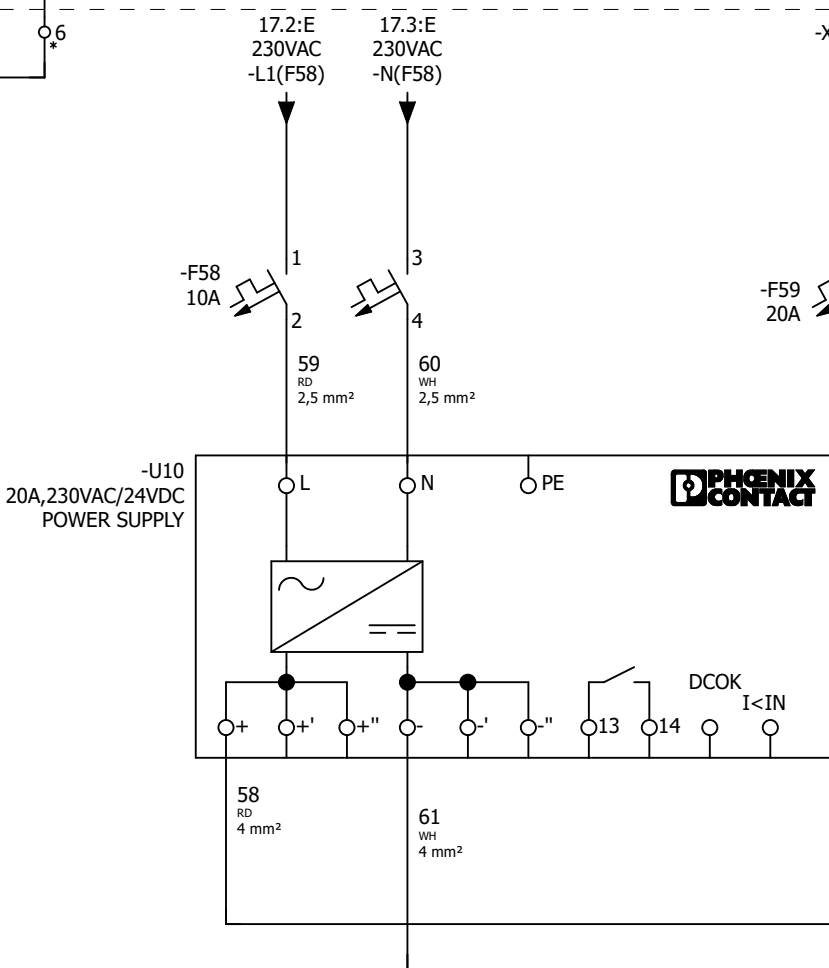 6
*
17.2:E
230VAC
-L1(F58)
17.3:E
230VAC
-N(F58)
-X
-F58
10A
1
2
3
4
-F59
20A
59
RD
2,5 mm²
60
WH
2,5 mm²
-U10
20A,230VAC/24VDC
POWER SUPPLY
L
N
PE
PHŒNIX
CONTACT
DCOK
I<IN
+
+'
+"
-
-'
-"
13
14
58
RD
4 mm²
61
WH
4 mm²